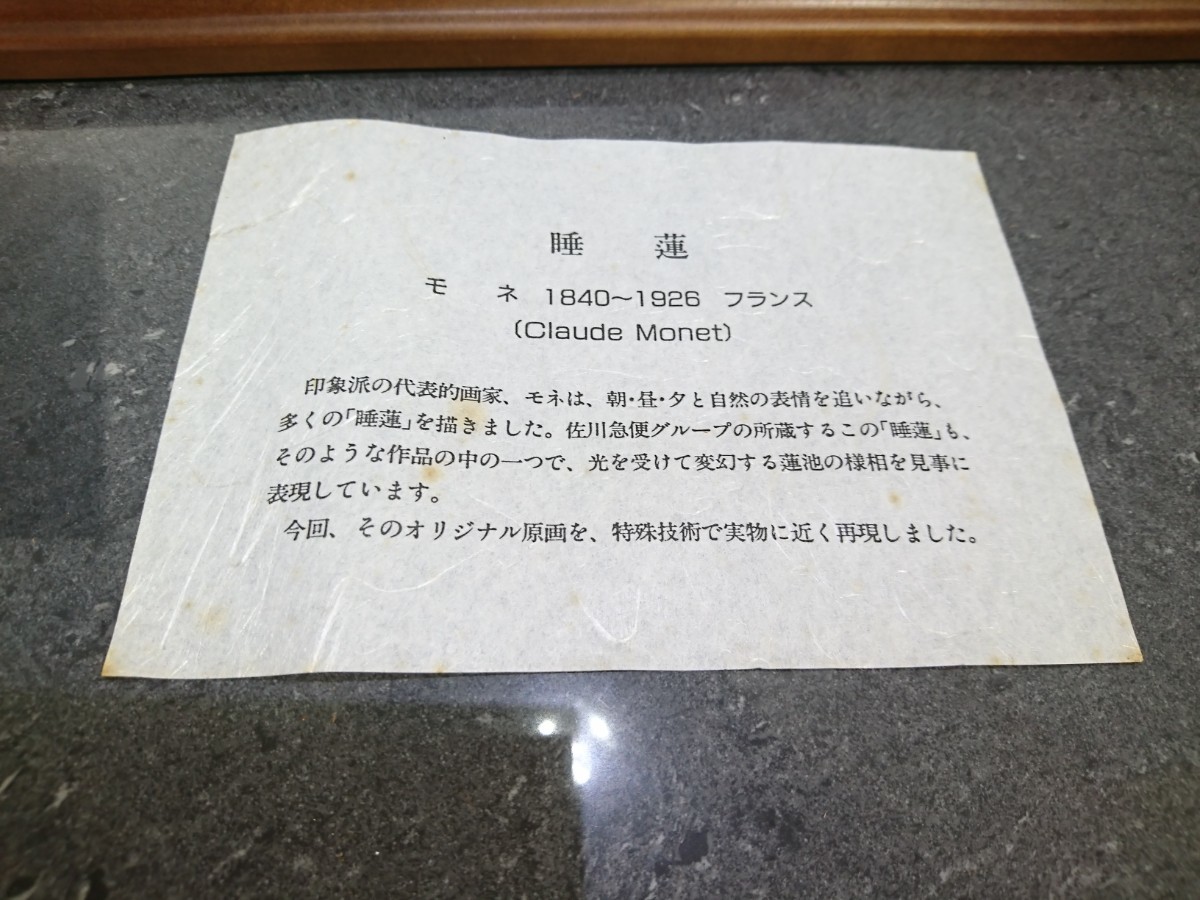 睡　蓮
モ　ネ　1840～1926　フランス
(Claude Monet)
印象派の代表的画家、モネは、朝・昼・夕と自然の表情を追いながら、
多くの「睡蓮」を描きました。佐川急便グループの所蔵するこの「睡蓮」も、
そのような作品の中の一つで、光を受けて変幻する蓮池の様相を見事に
表現しています。
今回、そのオリジナル原画を、特殊技術で実物に近く再現しました。